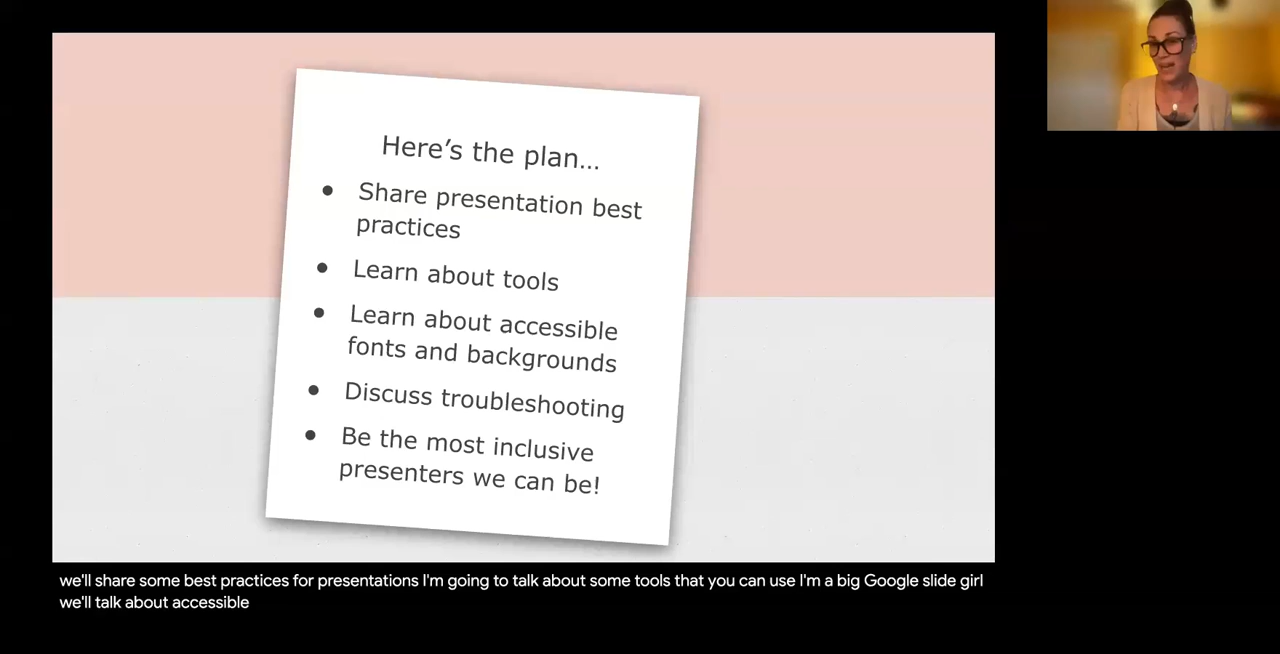 Here's the plan...
● Share presentation best
practices
● Learn about tools
● Learn about accessible
fonts and backgrounds
● Discuss troubleshooting
● Be the most inclusive
presenters we can be!
we'll share some best practices for presentations I'm going to talk about some tools that you can use I'm a big Google slide girl
we'll talk about accessible